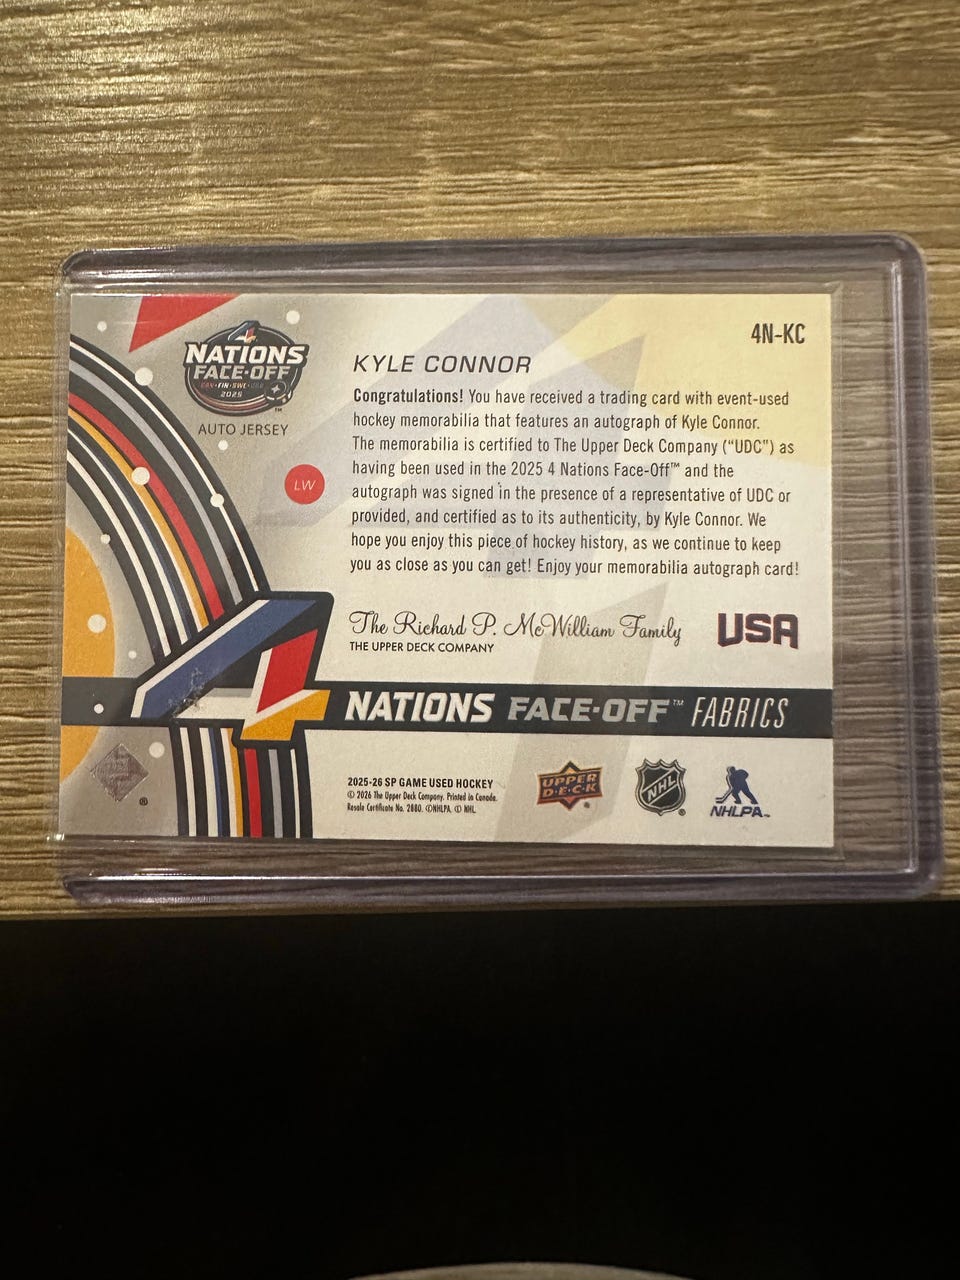 4N-KC
NATIONS
FACE-OFF
CAN•FIN•SWE•USA
2025
TM
AUTO JERSEY
LW
KYLE CONNOR
Congratulations! You have received a trading card with event-used
hockey memorabilia that features an autograph of Kyle Connor.
The memorabilia is certified to The Upper Deck Company ("UDC") as
having been used in the 2025 4 Nations Face-Off™ and the
autograph was signed in the presence of a representative of UDC or
provided, and certified as to its authenticity, by Kyle Connor. We
hope you enjoy this piece of hockey history, as we continue to keep
you as close as you can get! Enjoy your memorabilia autograph card!
The Richard P. McWilliam Family
THE UPPER DECK COMPANY
USA
4 NATIONS FACE-OFF™ FABRICS
2025-26 SP GAME USED HOCKEY
© 2026 The Upper Deck Company. Printed in Canada.
Resale Certificate No. 2800. ©NHLPA. © NHL
UPPER
D•E•C•K
®
NHL
®
NHLPA™
®